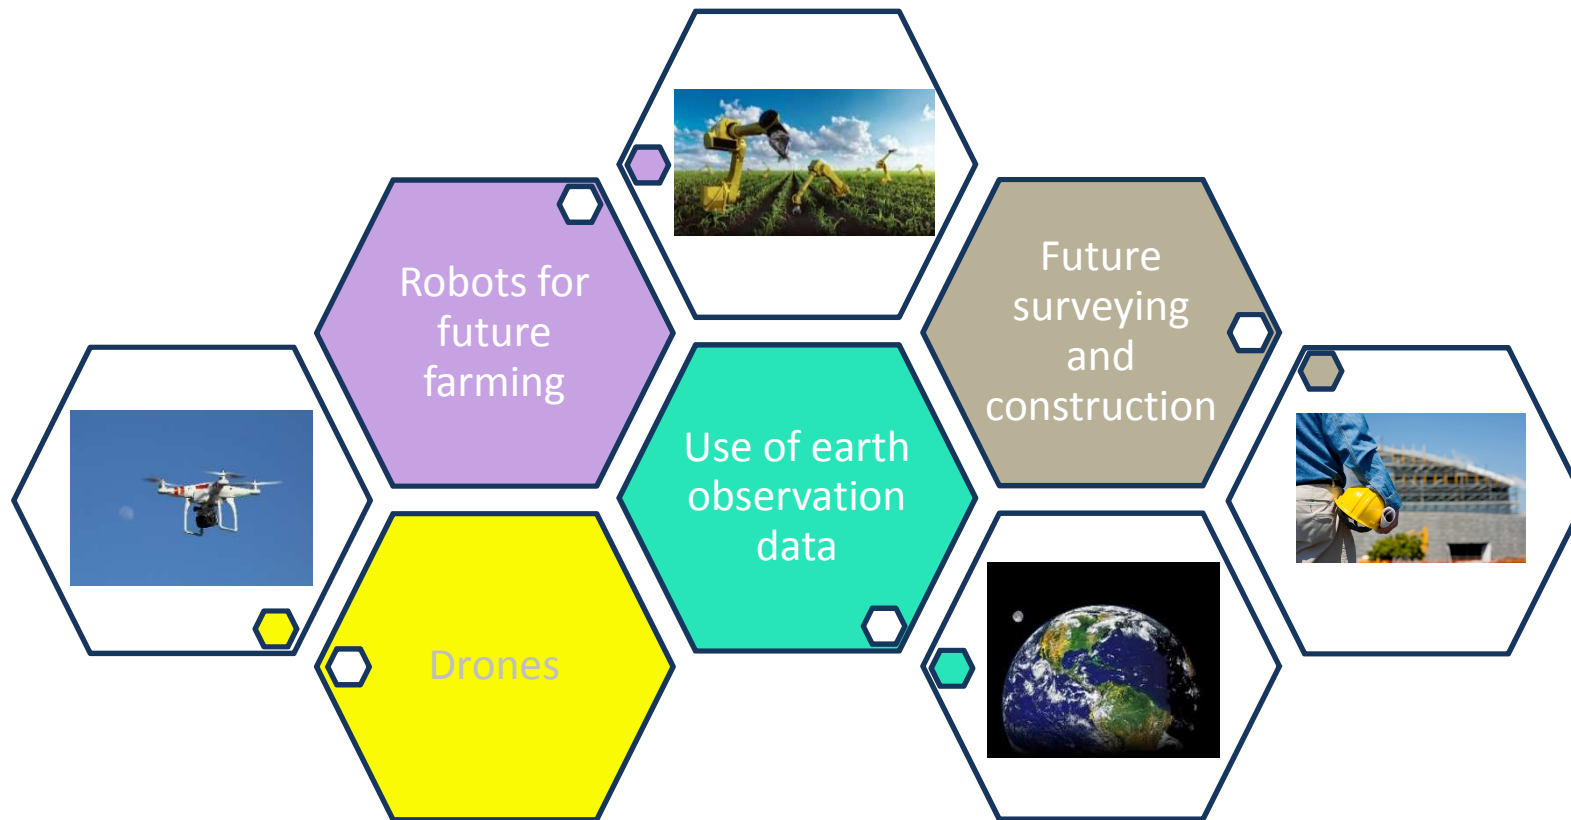 Robots for
future
farming
Future
surveying
and
construction
Use of earth
observation
data
Drones